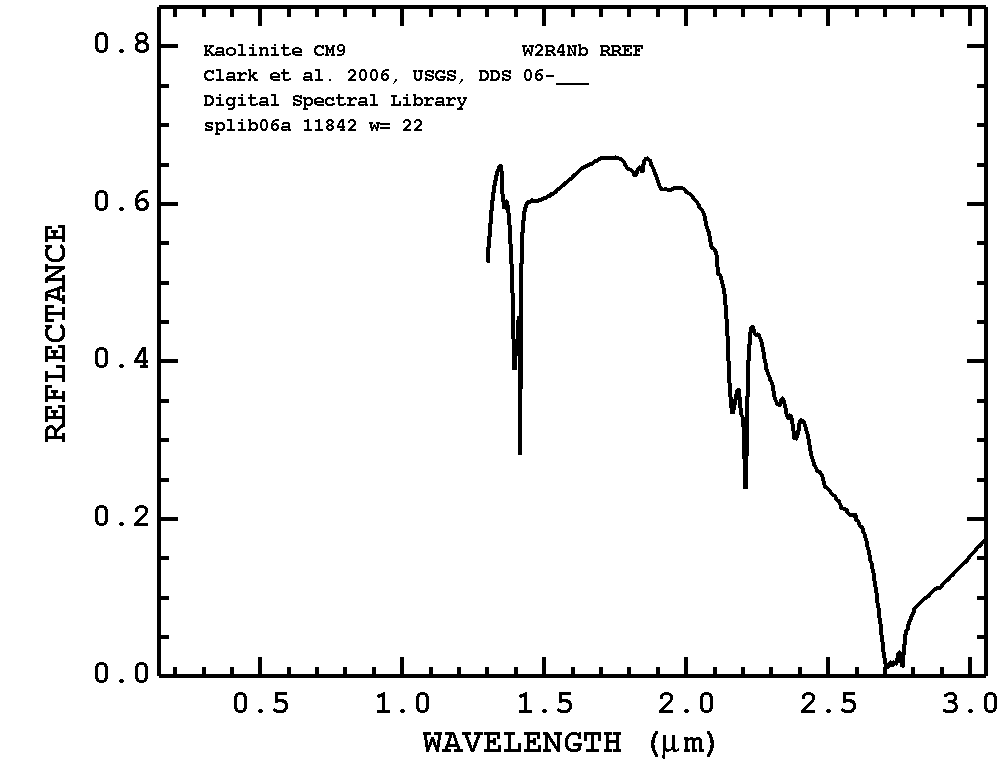 Kaolinite CM9 W2R4Nb RREF
Clark et al. 2006, USGS, DDS 06-___
Digital Spectral Library
splib06a 11842 w= 22
0.8
0.6
0.4
0.2
0.0
REFLECTANCE
0.5 1.0 1.5 2.0 2.5 3.0
WAVELENGTH (μm)